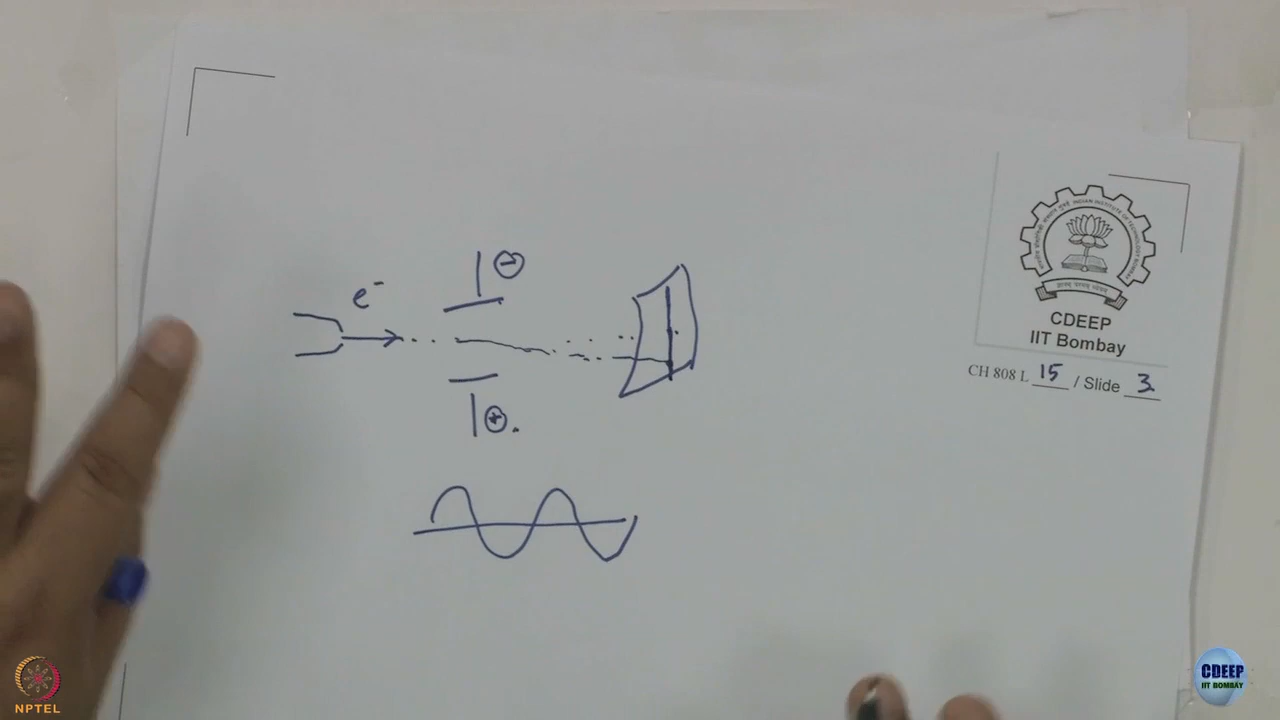 e⁻
⊖
⊕.
CDEEP
IIT Bombay
CH 808 L 15 / Slide 3
NPTEL
CDEEP
IIT BOMBAY